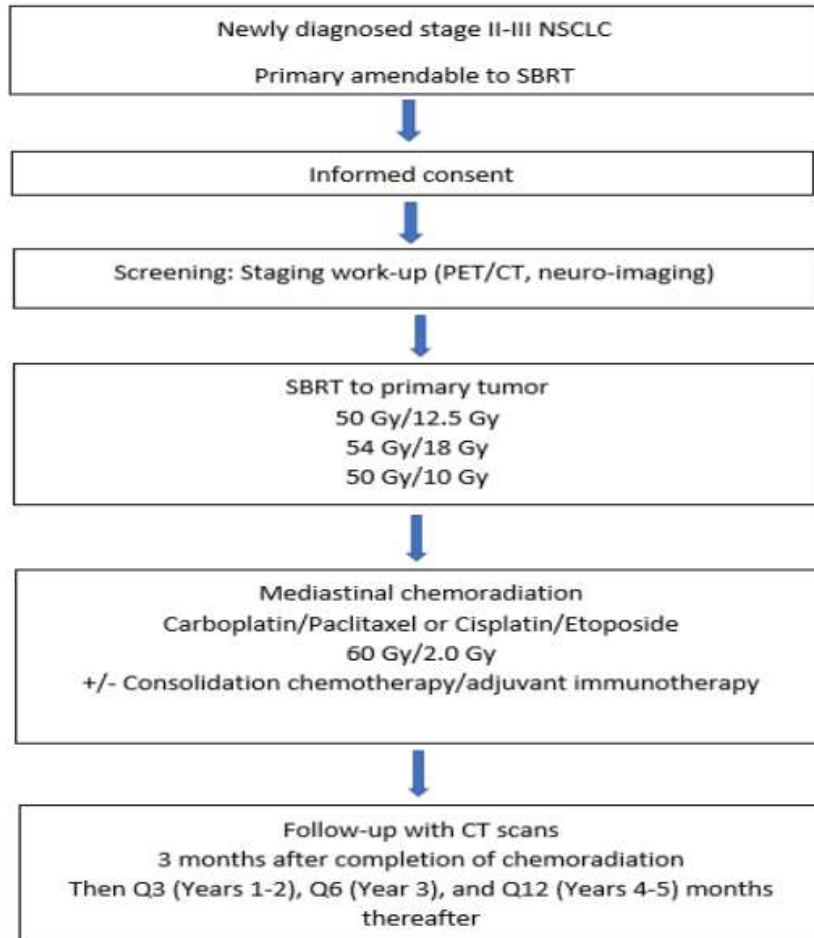 Newly diagnosed stage II-III NSCLC
Primary amendable to SBRT
Informed consent
Screening: Staging work-up (PET/CT, neuro-imaging)
SBRT to primary tumor
50 Gy/12.5 Gy
54 Gy/18 Gy
50 Gy/10 Gy
Mediastinal chemoradiation
Carboplatin/Paclitaxel or Cisplatin/Etoposide
60 Gy/2.0 Gy
+/- Consolidation chemotherapy/adjuvant immunotherapy
Follow-up with CT scans
3 months after completion of chemoradiation
Then Q3 (Years 1-2), Q6 (Year 3), and Q12 (Years 4-5) months
thereafter